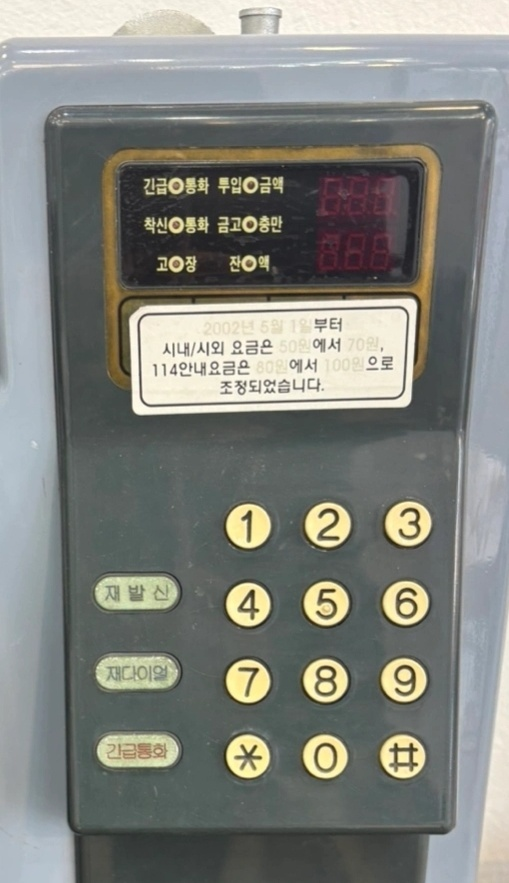 긴급 통화 투입 금액
착신 통화 금고 충만
고 장 잔 액
2002년 5월 1일부터
시내/시외 요금은 50원에서 70원,
114안내요금은 80원에서 100원으로
조정되었습니다.
1 2 3
재발신 4 5 6
재다이얼 7 8 9
긴급통화 * 0 #